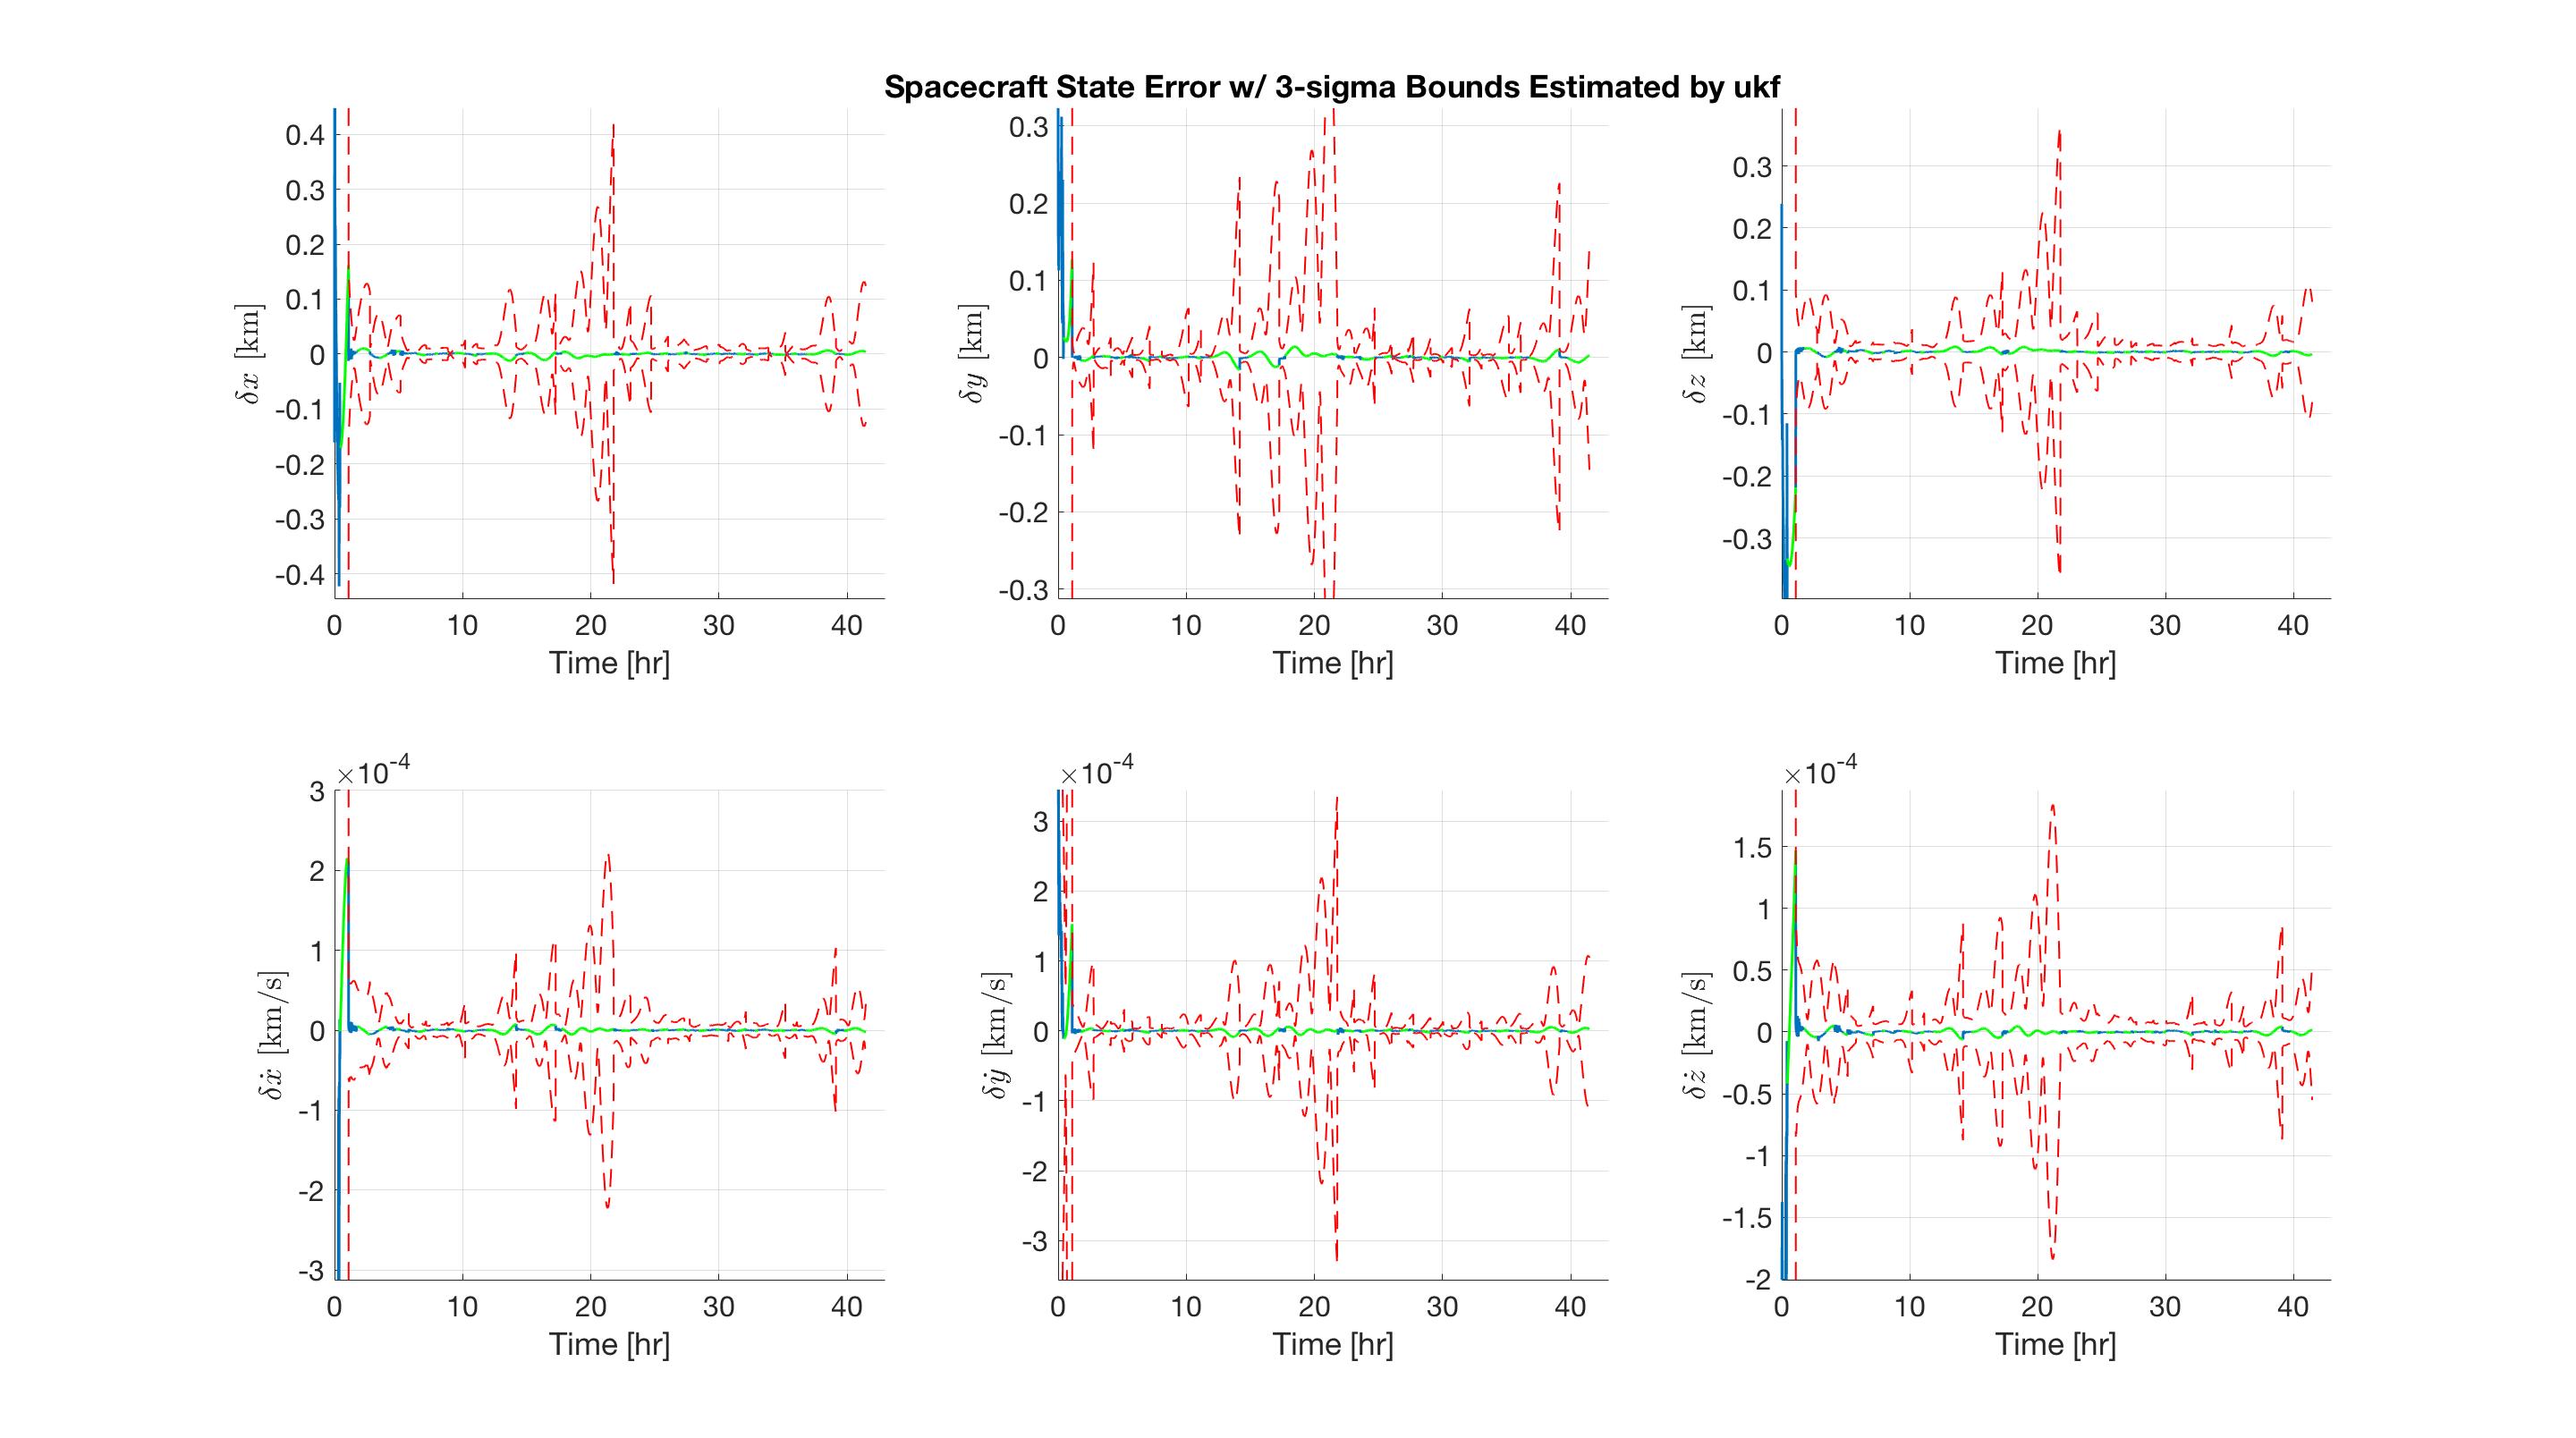 Spacecraft State Error w/ 3-sigma Bounds Estimated by ukf
0.4
0.3
0.2
0.1
0
-0.1
-0.2
-0.3
-0.4
δx [km]
0 10 20 30 40
Time [hr]
0.3
0.2
0.1
0
-0.1
-0.2
-0.3
δy [km]
0 10 20 30 40
Time [hr]
0.3
0.2
0.1
0
-0.1
-0.2
-0.3
δz [km]
0 10 20 30 40
Time [hr]
×10⁻⁴
3
2
1
0
-1
-2
-3
δẋ [km/s]
0 10 20 30 40
Time [hr]
×10⁻⁴
3
2
1
0
-1
-2
-3
δẏ [km/s]
0 10 20 30 40
Time [hr]
×10⁻⁴
1.5
1
0.5
0
-0.5
-1
-1.5
-2
δż [km/s]
0 10 20 30 40
Time [hr]